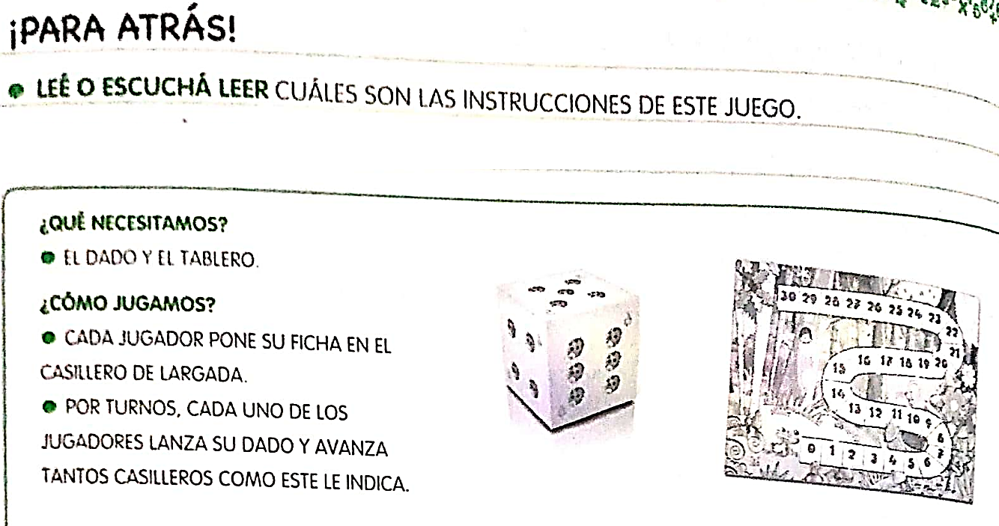 ¡PARA ATRÁS!
LEÉ O ESCUCHÁ LEER CUÁLES SON LAS INSTRUCCIONES DE ESTE JUEGO.
¿QUÉ NECESITAMOS?
EL DADO Y EL TABLERO.
¿CÓMO JUGAMOS?
CADA JUGADOR PONE SU FICHA EN EL
CASILLERO DE LARGADA.
POR TURNOS, CADA UNO DE LOS
JUGADORES LANZA SU DADO Y AVANZA
TANTOS CASILLEROS COMO ESTE LE INDICA.
30 29 28 27 26 25 24 23 22
21
15 16 17 18 19 20
14
13 12 11 10 9
8
7
0 1 2 3 4 5 6